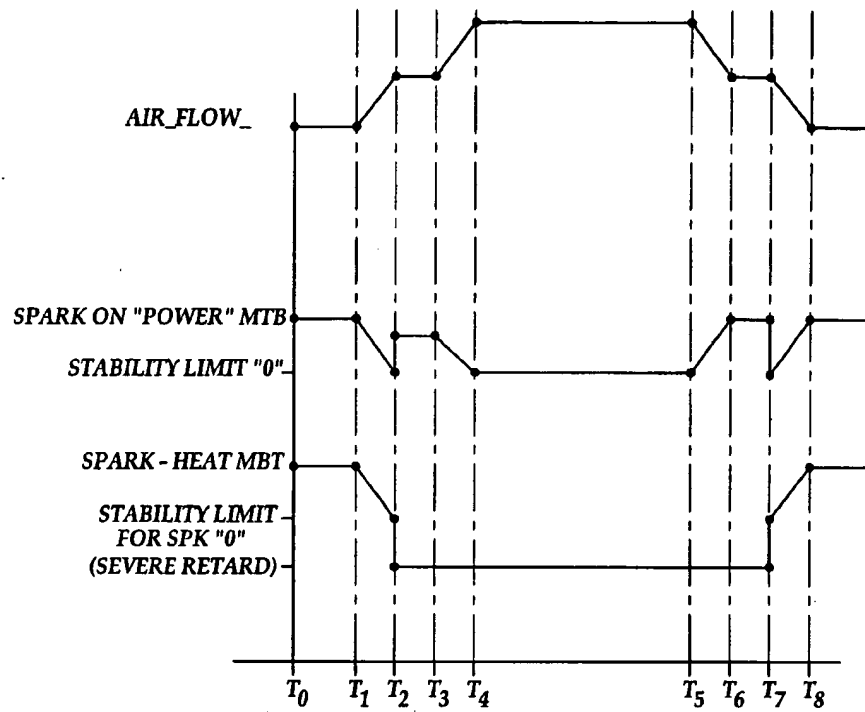 AIR_FLOW_
SPARK ON "POWER" MTB
STABILITY LIMIT "0"
SPARK - HEAT MBT
STABILITY LIMIT
FOR SPK "0"
(SEVERE RETARD)
T0 T1 T2 T3 T4 T5 T6 T7 T8